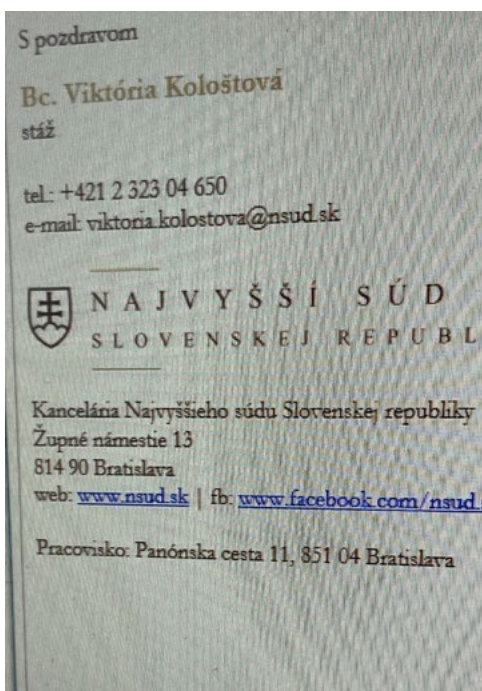 S pozdravom
Bc. Viktória Kološtová
stáž
tel.: +421 2 323 04 650
e-mail: viktoria.kolostova@nsud.sk
NAJVYŠŠÍ SÚD
SLOVENSKEJ REPUBL
Kancelária Najvyššieho súdu Slovenskej republiky
Župné námestie 13
814 90 Bratislava
web: www.nsud.sk | fb: www.facebook.com/nsud.
Pracovisko: Panónska cesta 11, 851 04 Bratislava